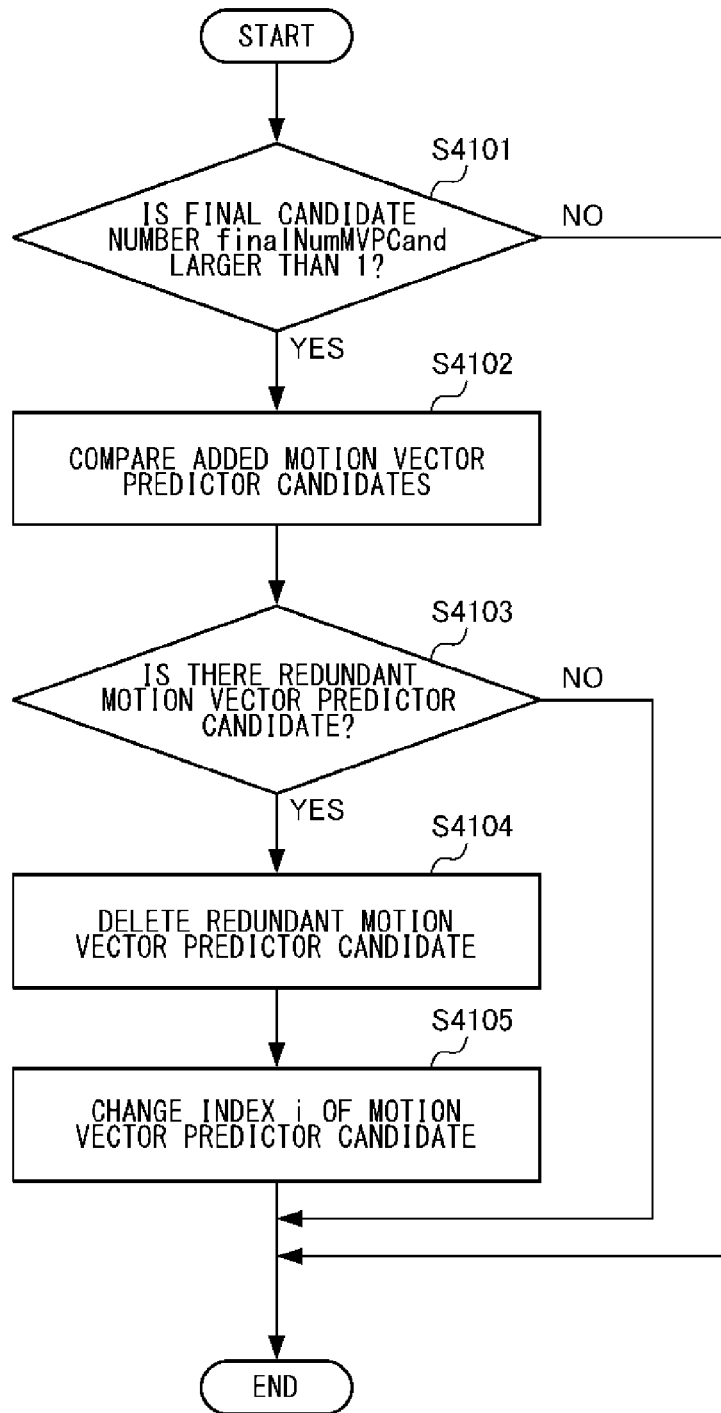 START
S4101
IS FINAL CANDIDATE
NUMBER finalNumMVPCand
LARGER THAN 1?
NO
YES
S4102
COMPARE ADDED MOTION VECTOR
PREDICTOR CANDIDATES
S4103
IS THERE REDUNDANT
MOTION VECTOR PREDICTOR
CANDIDATE?
NO
YES
S4104
DELETE REDUNDANT MOTION
VECTOR PREDICTOR CANDIDATE
S4105
CHANGE INDEX i OF MOTION
VECTOR PREDICTOR CANDIDATE
END